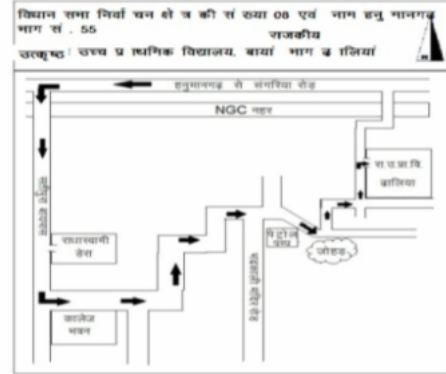 विधान सभा निर्वाचन क्षेत्र की संख्या 08 एवं नाम हनुमानगढ़
भाग सं . 55
राजकीय
उत्कृष्ट उच्च प्राथमिक विद्यालय, बायां भाग ढ़ालियां
हनुमानगढ़ से संगरिया रोड़
NGC नहर
रा.उ.प्रा.वि.
ढ़ालिया
राधास्वामी
डेरा
पेट्रोल
पम्प
जोहड़
कालेज
भवन